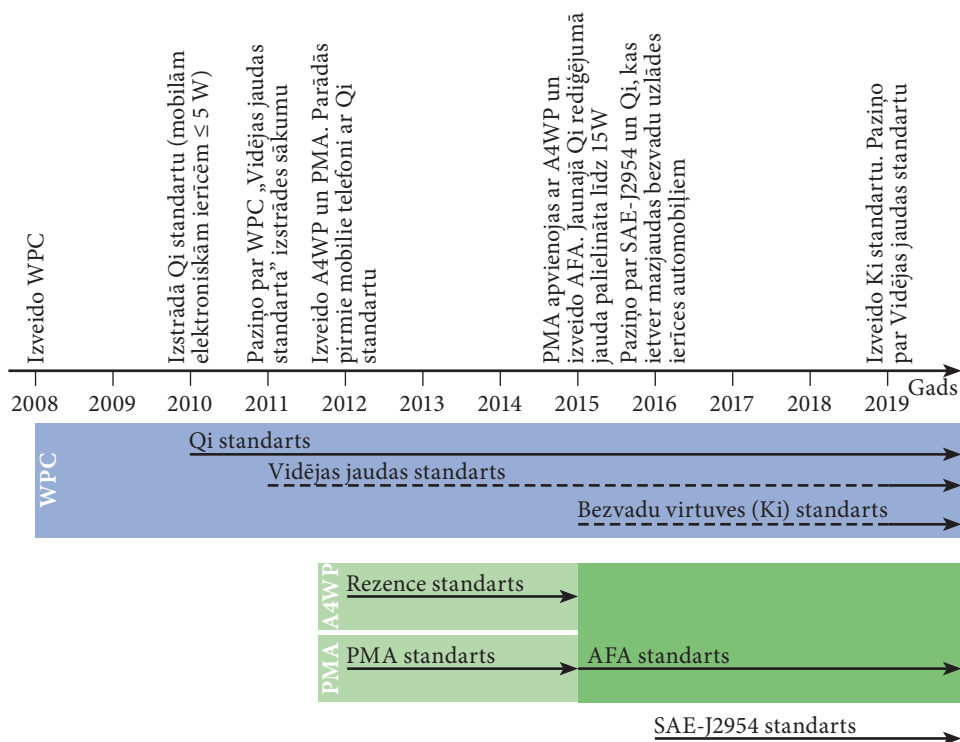 Izveido WPC
Izstrādā Qi standartu (mobilām
elektroniskām ierīcēm ≤ 5 W)
Paziņo par WPC „Vidējas jaudas
standarta” izstrādes sākumu
Izveido A4WP un PMA. Parādās
pirmie mobilie telefoni ar Qi
standartu
PMA apvienojas ar A4WP un
izveido AFA. Jaunajā Qi rediģējumā
jauda palielināta līdz 15W
Paziņo par SAE-J2954 un Qi, kas
ietver mazjaudas bezvadu uzlādes
ierīces automobiļiem
Izveido Ki standartu. Paziņo
par Vidējas jaudas standartu
Gads
2008 2009 2010 2011 2012 2013 2014 2015 2016 2017 2018 2019
WPC
Qi standarts
Vidējas jaudas standarts
Bezvadu virtuves (Ki) standarts
A4WP
Rezence standarts
PMA
PMA standarts
AFA standarts
SAE-J2954 standarts